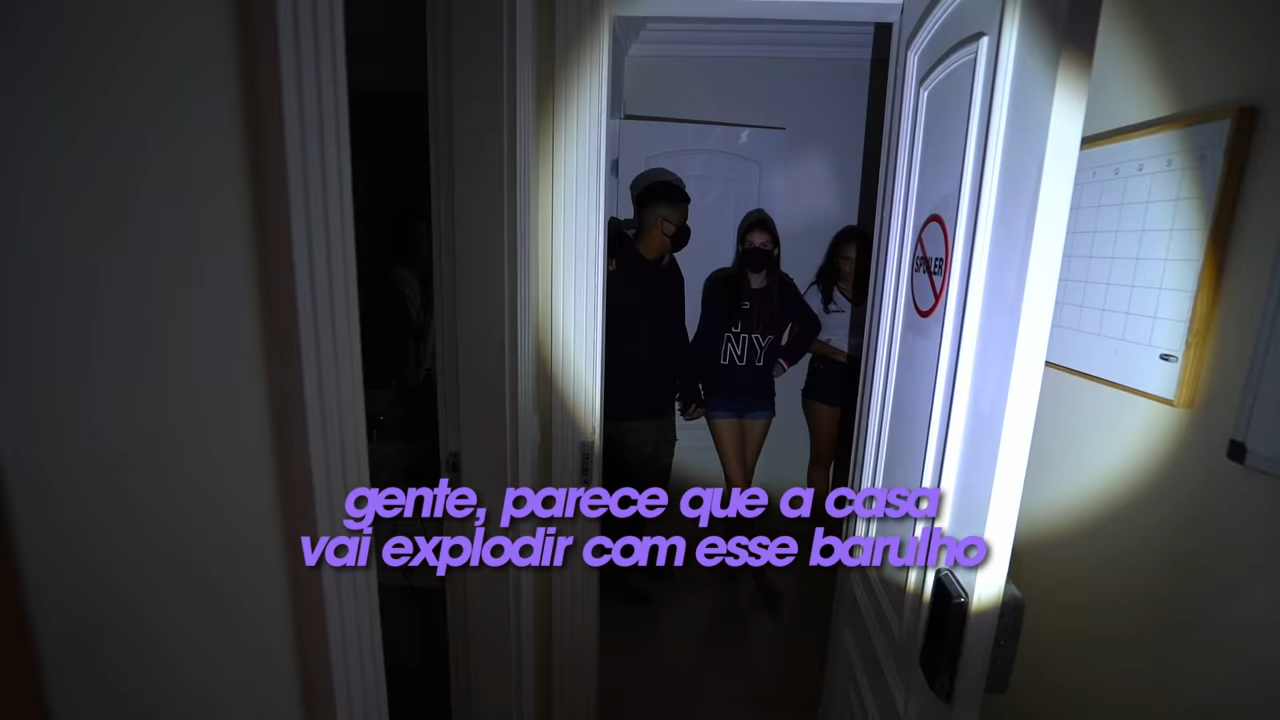 T Q Q S
SPOILER
NY
gente, parece que a casa
vai explodir com esse barulho